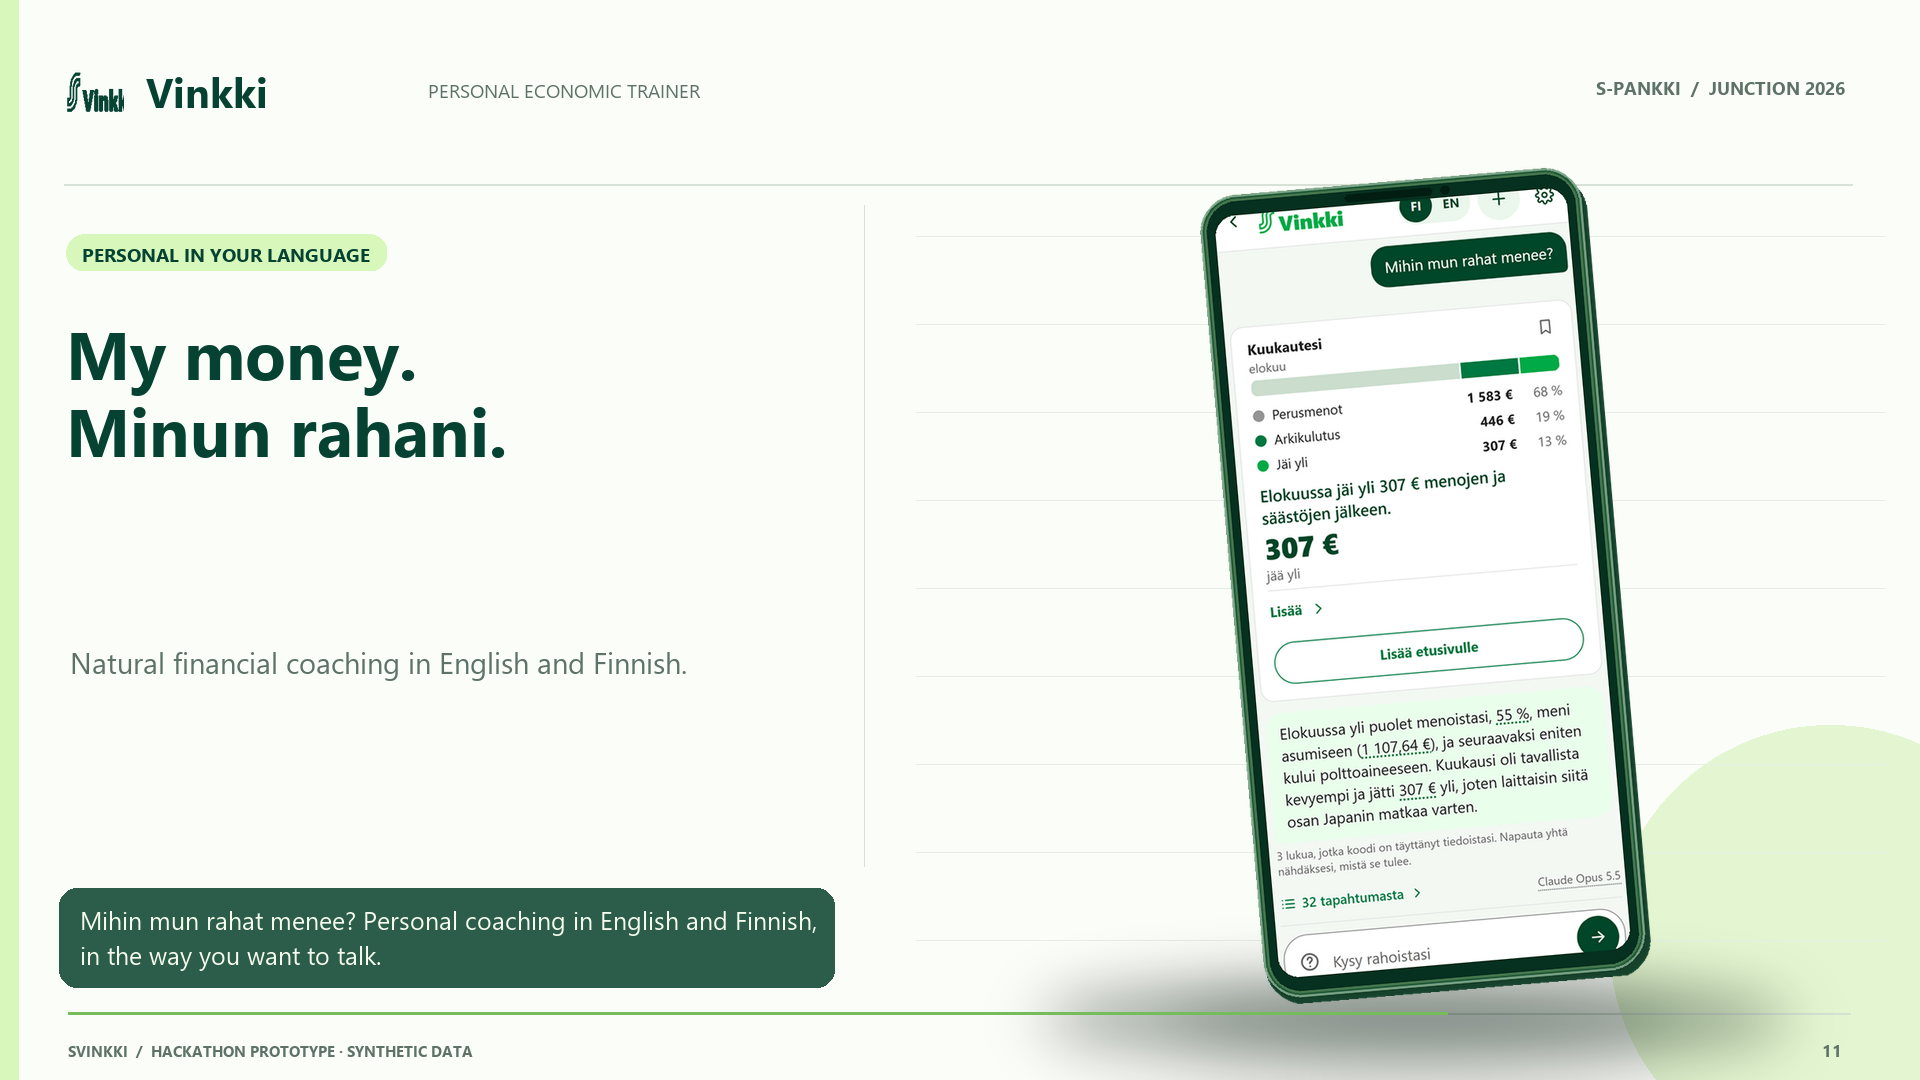 Vinkki
Vinkki
PERSONAL ECONOMIC TRAINER
S-PANKKI / JUNCTION 2026
PERSONAL IN YOUR LANGUAGE
My money.
Minun rahani.
Natural financial coaching in English and Finnish.
Mihin mun rahat menee? Personal coaching in English and Finnish,
in the way you want to talk.
Vinkki
FI EN
Mihin mun rahat menee?
Kuukautesi
elokuu
Perusmenot 1 583 € 68 %
Arkikulutus 446 € 19 %
Jäi yli 307 € 13 %
Elokuussa jäi yli 307 € menojen ja
säästöjen jälkeen.
307 €
jää yli
Lisää
Lisää etusivulle
Elokuussa yli puolet menoistasi, 55 %, meni
asumiseen (1 107,64 €), ja seuraavaksi eniten
kului polttoaineeseen. Kuukausi oli tavallista
kevyempi ja jätti 307 € yli, joten laittaisin siitä
osan Japanin matkaa varten.
3 lukua, jotka koodi on täyttänyt tiedoistasi. Napauta yhtä
nähdäksesi, mistä se tulee.
32 tapahtumasta
Claude Opus 5.5
Kysy rahoistasi
SVINKKI / HACKATHON PROTOTYPE · SYNTHETIC DATA
11